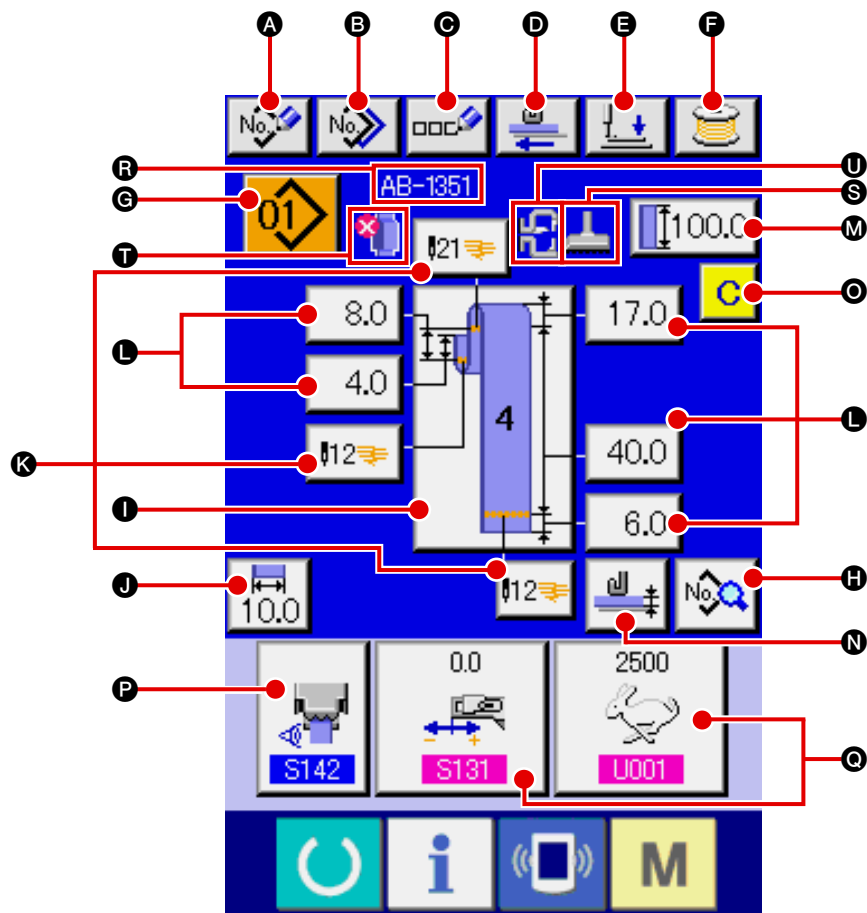 A B C D E F
No. No.
R AB-1351 U
S
G 01 100.0 M
T 21
C O
8.0 17.0
L 4.0 4 L
K 12 40.0
I 6.0
J 10.0 12 No. H
N
0.0 2500
P
S142 S131 U001 Q
i M